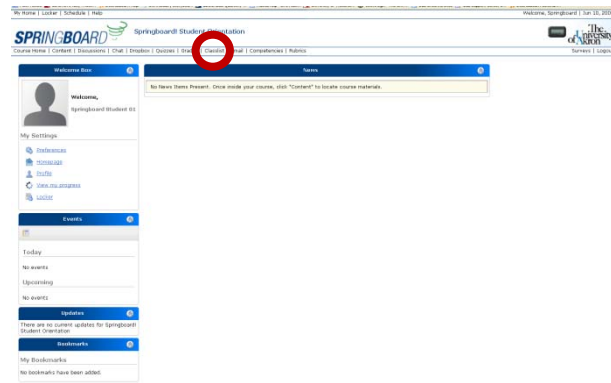 My Home | Locker | Schedule | Help
Welcome, Springboard | Jun 10, 200
SPRINGBOARD
Springboard! Student Orientation
The University of Akron
Course Home | Content | Discussions | Chat | Dropbox | Quizzes | Grades | Classlist | Email | Competencies | Rubrics
Surveys | Logou
Welcome Box
News
No News Items Present. Once inside your course, click "Content" to locate course materials.
Welcome,
Springboard Student 01
My Settings
Preferences
Homepage
Profile
View my progress
Locker
Events
Today
No events
Upcoming
No events
Updates
There are no current updates for Springboard!
Student Orientation
Bookmarks
My Bookmarks
No bookmarks have been added.